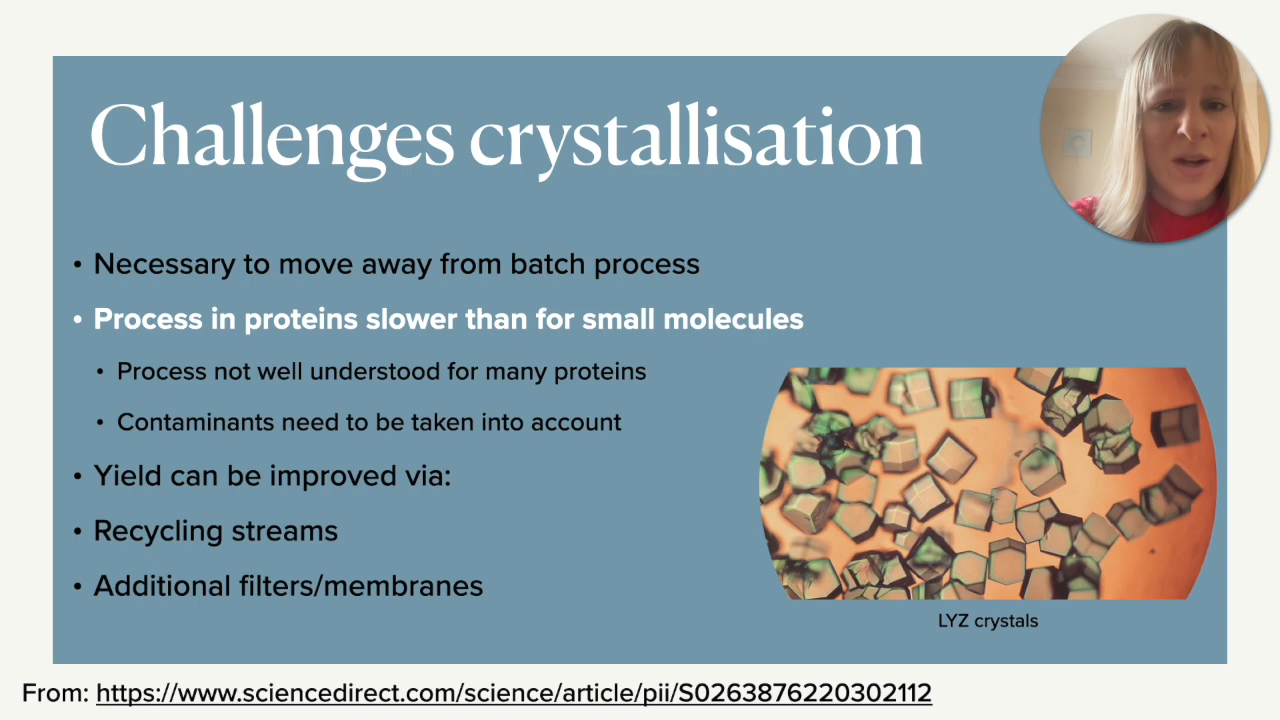 Challenges crystallisation
• Necessary to move away from batch process
• Process in proteins slower than for small molecules
• Process not well understood for many proteins
• Contaminants need to be taken into account
• Yield can be improved via:
• Recycling streams
• Additional filters/membranes
LYZ crystals
From: https://www.sciencedirect.com/science/article/pii/S0263876220302112